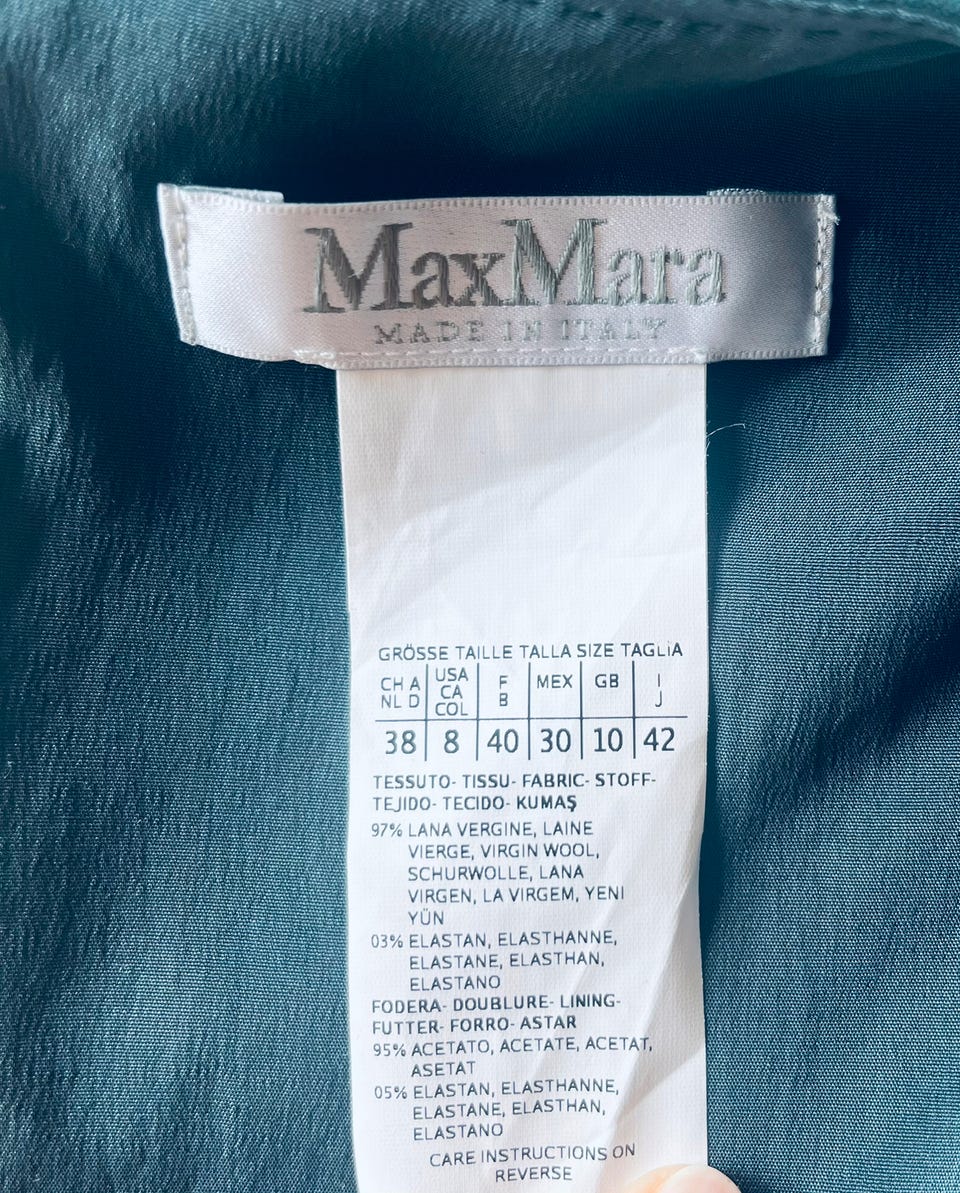 MaxMara
MADE IN ITALY
GRÖSSE TAILLE TALLA SIZE TAGLIA
CH A NL D | USA CA COL | F B | MEX | GB | I J
38 | 8 | 40 | 30 | 10 | 42
TESSUTO- TISSU- FABRIC- STOFF-
TEJIDO- TECIDO- KUMAŞ
97% LANA VERGINE, LAINE
VIERGE, VIRGIN WOOL,
SCHURWOLLE, LANA
VIRGEN, LA VIRGEM, YENI
YÜN
03% ELASTAN, ELASTHANNE,
ELASTANE, ELASTHAN,
ELASTANO
FODERA- DOUBLURE- LINING-
FUTTER- FORRO- ASTAR
95% ACETATO, ACETATE, ACETAT,
ASETAT
05% ELASTAN, ELASTHANNE,
ELASTANE, ELASTHAN,
ELASTANO
CARE INSTRUCTIONS ON
REVERSE